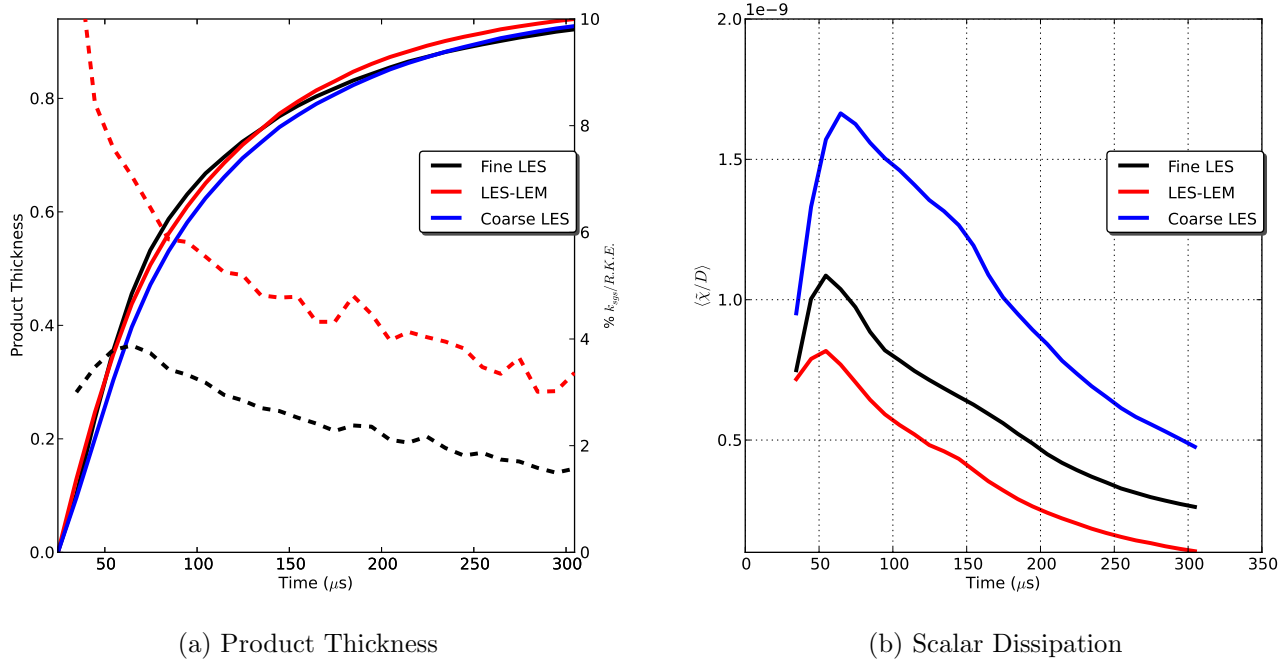 Product Thickness
0.0
0.2
0.4
0.6
0.8
50
100
150
200
250
300
Time (μs)
0
2
4
6
8
10
% k_sgs/R.K.E.
Fine LES
LES-LEM
Coarse LES
(a) Product Thickness
1e−9
2.0
1.5
1.0
0.5
⟨χ̃/D⟩
0
50
100
150
200
250
300
350
Time (μs)
Fine LES
LES-LEM
Coarse LES
(b) Scalar Dissipation